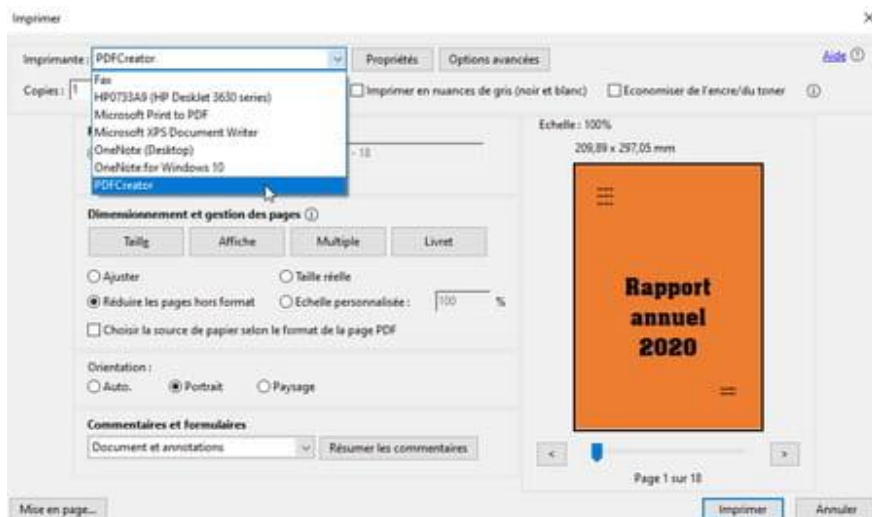 Imprimer
Imprimante : PDFCreator Propriétés Options avancées Aide
Copies : 1 Imprimer en nuances de gris (noir et blanc) Economiser de l'encre/du toner
Fax
HP0733A9 (HP DeskJet 3630 series)
Microsoft Print to PDF
Microsoft XPS Document Writer
OneNote (Desktop)
OneNote for Windows 10
PDFCreator
- 18
Echelle : 100%
209,89 x 297,05 mm
Dimensionnement et gestion des pages
Taille Affiche Multiple Livret
Ajuster Taille réelle
Réduire les pages hors format Echelle personnalisée : 100 %
Choisir la source de papier selon le format de la page PDF
Orientation :
Auto. Portrait Paysage
Commentaires et formulaires
Document et annotations Résumer les commentaires
Rapport
annuel
2020
< >
Page 1 sur 18
Mise en page... Imprimer Annuler